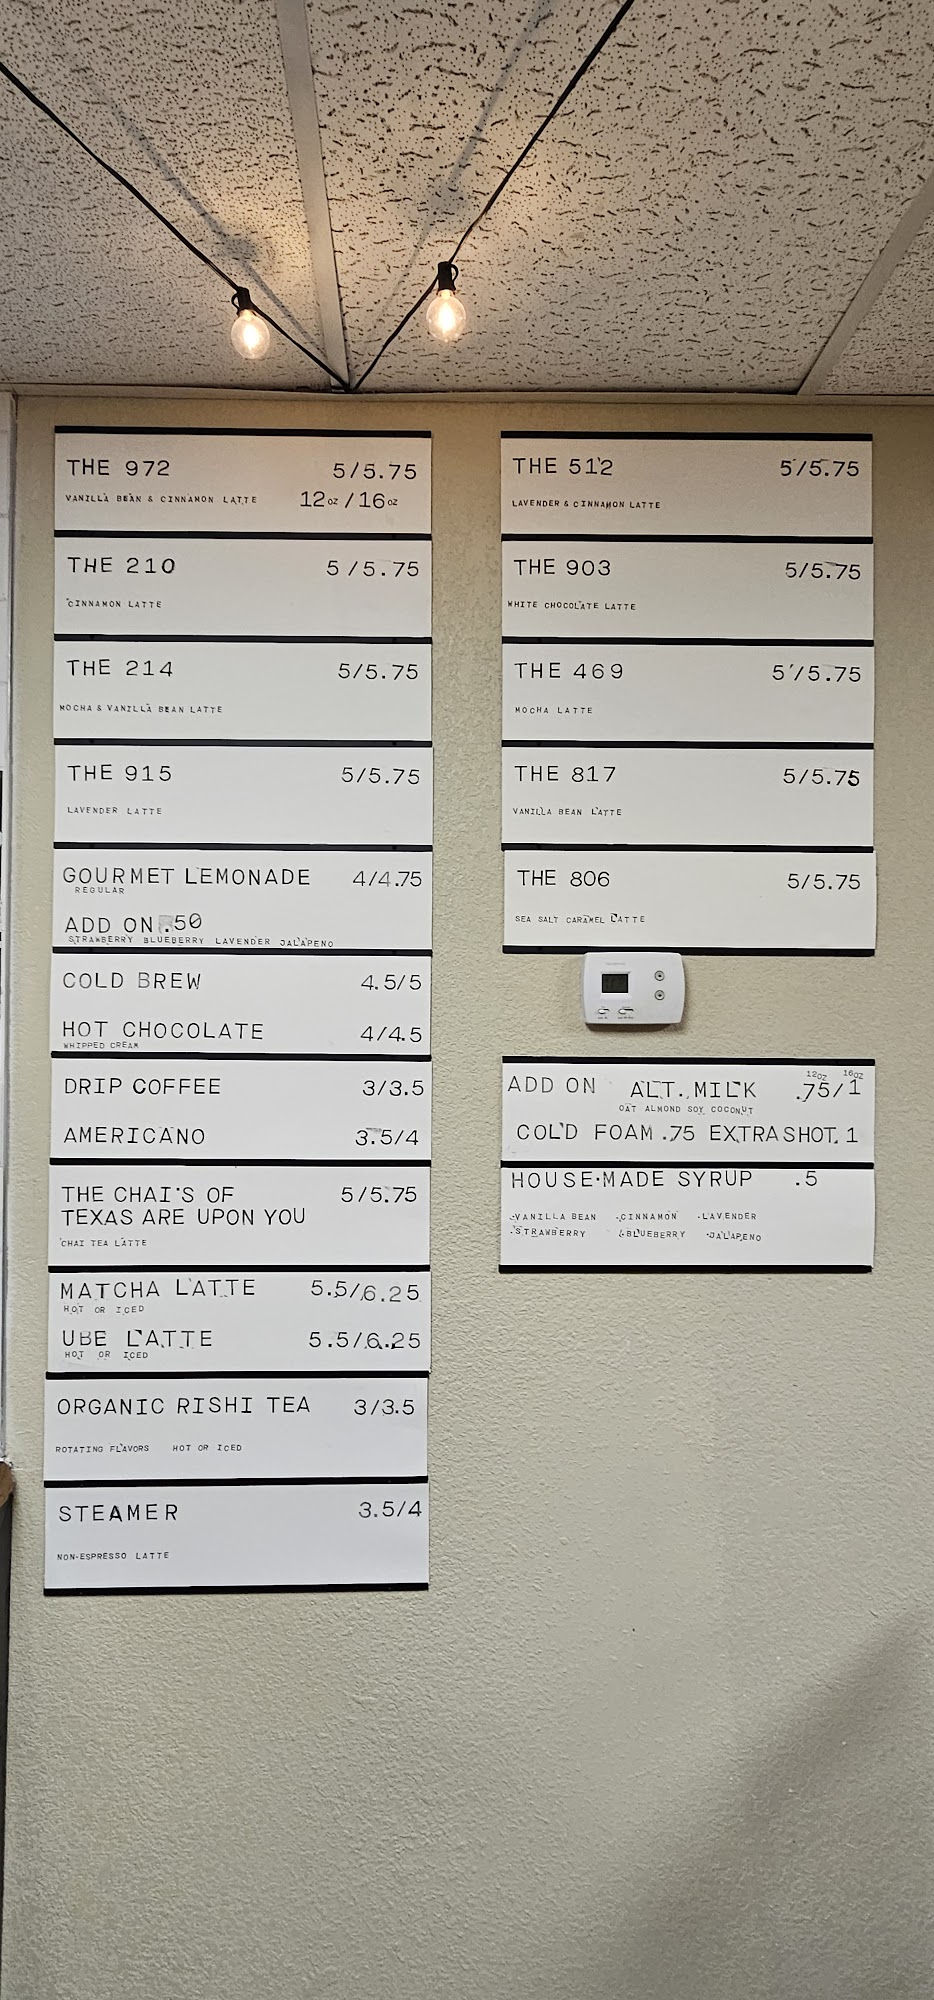 THE 972 5/5.75
VANILLA BEAN & CINNAMON LATTE 12oz/16oz
THE 210 5/5.75
CINNAMON LATTE
THE 214 5/5.75
MOCHA & VANILLA BEAN LATTE
THE 915 5/5.75
LAVENDER LATTE
GOURMET LEMONADE 4/4.75
REGULAR
ADD ON .50
STRAWBERRY BLUEBERRY LAVENDER JALAPENO
COLD BREW 4.5/5
HOT CHOCOLATE 4/4.5
WHIPPED CREAM
DRIP COFFEE 3/3.5
AMERICANO 3.5/4
THE CHAI'S OF 5/5.75
TEXAS ARE UPON YOU
CHAI TEA LATTE
MATCHA LATTE 5.5/6.25
HOT OR ICED
UBE LATTE 5.5/6.25
HOT OR ICED
ORGANIC RISHI TEA 3/3.5
ROTATING FLAVORS HOT OR ICED
STEAMER 3.5/4
NON-ESPRESSO LATTE
THE 512 5/5.75
LAVENDER & CINNAMON LATTE
THE 903 5/5.75
WHITE CHOCOLATE LATTE
THE 469 5/5.75
MOCHA LATTE
THE 817 5/5.75
VANILLA BEAN LATTE
THE 806 5/5.75
SEA SALT CARAMEL LATTE
12oz 16oz
ADD ON ALT. MILK .75/1
OAT ALMOND SOY COCONUT
COLD FOAM .75 EXTRA SHOT 1
HOUSE·MADE SYRUP .5
·VANILLA BEAN ·CINNAMON ·LAVENDER
·STRAWBERRY &BLUEBERRY ·JALAPENO